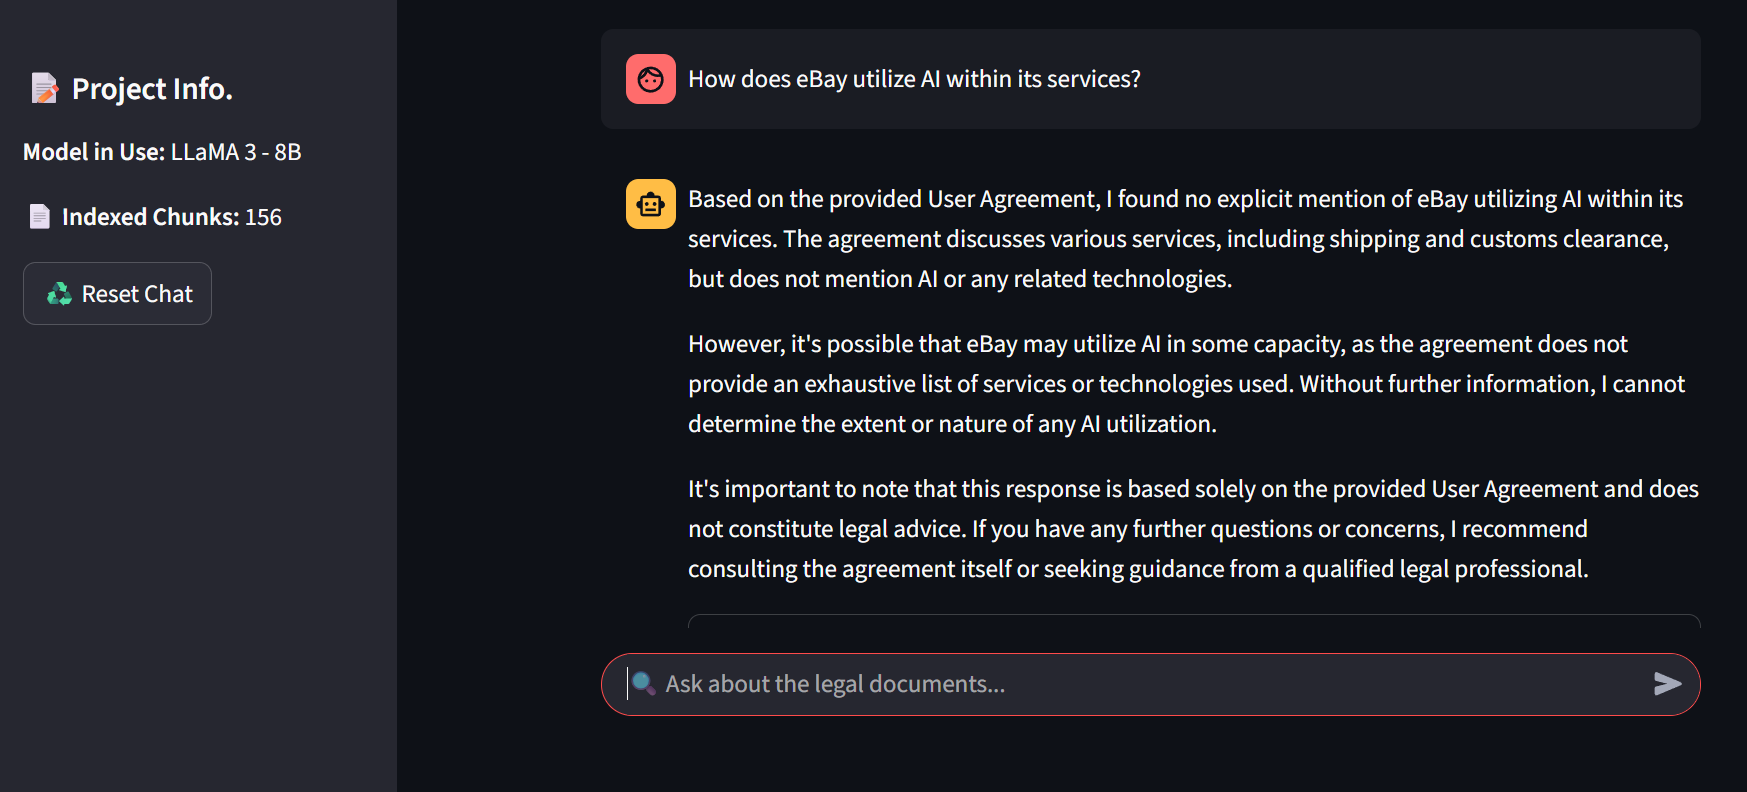 Project Info.
Model in Use: LLaMA 3 - 8B
Indexed Chunks: 156
Reset Chat
How does eBay utilize AI within its services?
Based on the provided User Agreement, I found no explicit mention of eBay utilizing AI within its
services. The agreement discusses various services, including shipping and customs clearance,
but does not mention AI or any related technologies.
However, it's possible that eBay may utilize AI in some capacity, as the agreement does not
provide an exhaustive list of services or technologies used. Without further information, I cannot
determine the extent or nature of any AI utilization.
It's important to note that this response is based solely on the provided User Agreement and does
not constitute legal advice. If you have any further questions or concerns, I recommend
consulting the agreement itself or seeking guidance from a qualified legal professional.
Ask about the legal documents...